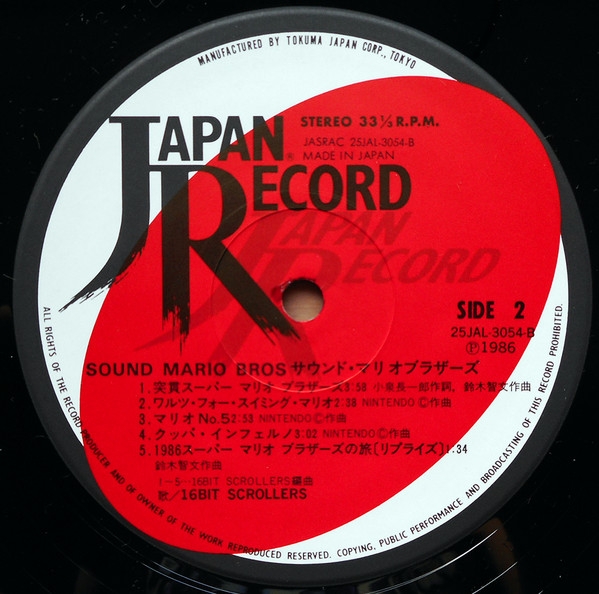 MANUFACTURED BY TOKUMA JAPAN CORP., TOKYO
JAPAN RECORD ®
STEREO 33⅓ R.P.M.
JASRAC 25JAL-3054-B
MADE IN JAPAN
JAPAN RECORD
SIDE 2
25JAL-3054-B
Ⓟ1986
SOUND MARIO BROS サウンド・マリオブラザーズ
1. 突貫スーパー マリオ ブラザーズ 3:58 小泉長一郎作詞, 鈴木智文作曲
2. ワルツ・フォー・スイミング・マリオ 2:38 NINTENDO Ⓒ作曲
3. マリオNo.5 2:53 NINTENDO Ⓒ作曲
4. クッパ・インフェルノ 3:02 NINTENDO Ⓒ作曲
5. 1986スーパー マリオ ブラザーズの旅〔リプライズ〕1:34
鈴木智文作曲
1~5--16BIT SCROLLERS編曲
歌/16BIT SCROLLERS
ALL RIGHTS OF THE RECORD PRODUCER AND OF OWNER OF THE WORK REPRODUCED RESERVED. COPYING, PUBLIC PERFORMANCE AND BROADCASTING OF THIS RECORD PROHIBITED.